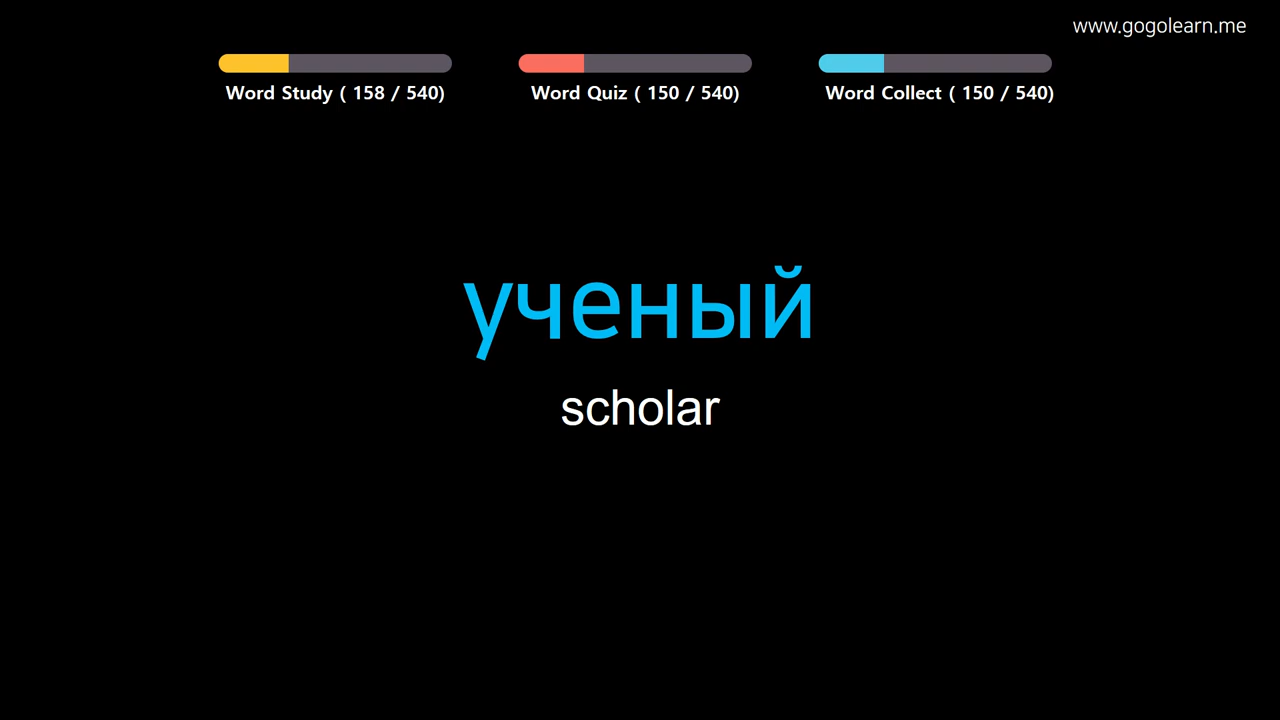 www.gogolearn.me
Word Study ( 158 / 540)
Word Quiz ( 150 / 540)
Word Collect ( 150 / 540)
ученый
scholar